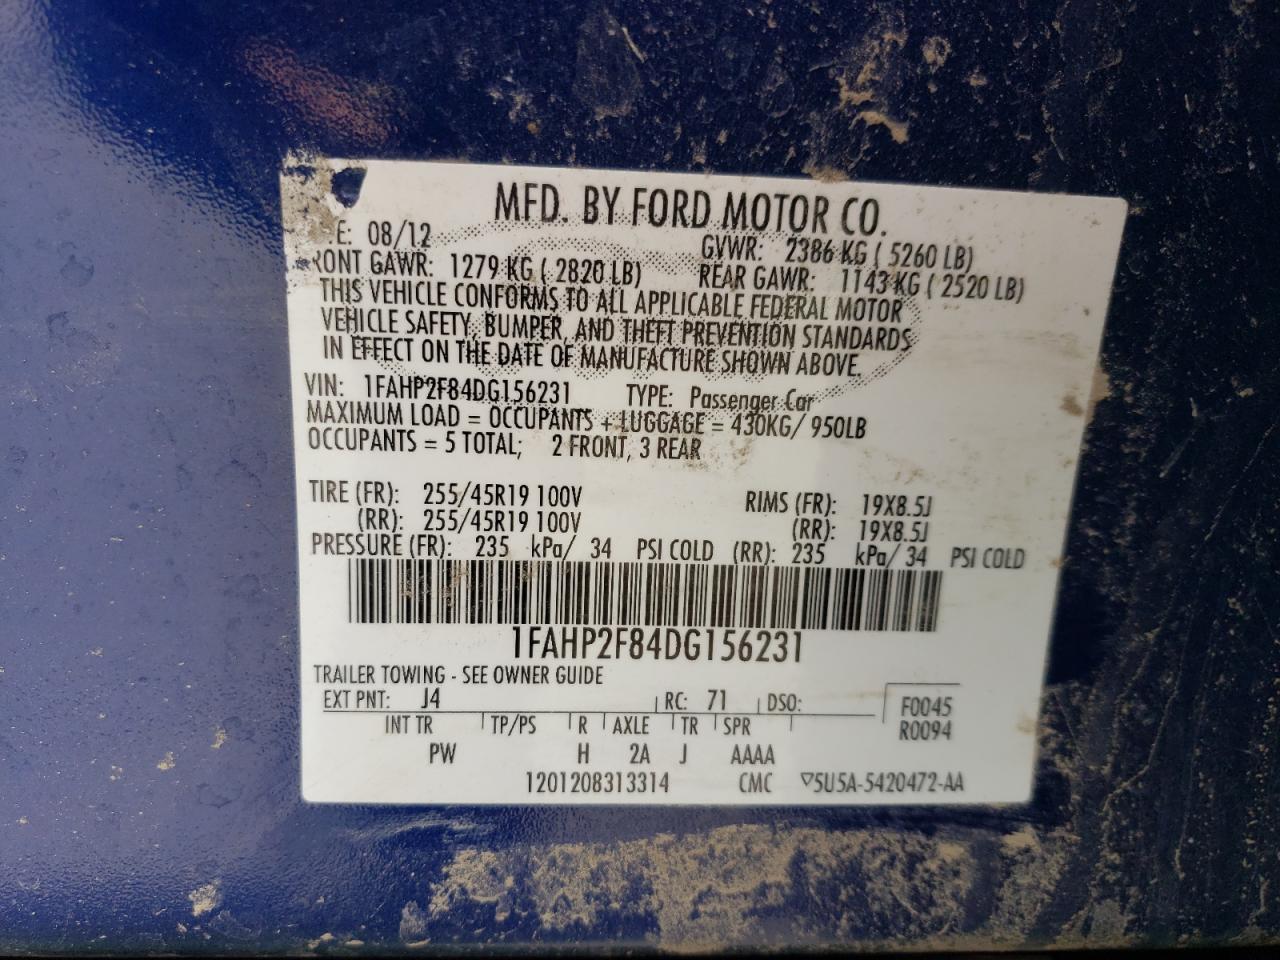 MFD. BY FORD MOTOR CO.
E: 08/12 GVWR: 2386 KG ( 5260 LB)
RONT GAWR: 1279 KG ( 2820 LB) REAR GAWR: 1143 KG ( 2520 LB)
THIS VEHICLE CONFORMS TO ALL APPLICABLE FEDERAL MOTOR
VEHICLE SAFETY, BUMPER, AND THEFT PREVENTION STANDARDS
IN EFFECT ON THE DATE OF MANUFACTURE SHOWN ABOVE.
VIN: 1FAHP2F84DG156231 TYPE: Passenger Car
MAXIMUM LOAD = OCCUPANTS + LUGGAGE = 430KG/ 950LB
OCCUPANTS = 5 TOTAL; 2 FRONT, 3 REAR
TIRE (FR): 255/45R19 100V RIMS (FR): 19X8.5J
(RR): 255/45R19 100V (RR): 19X8.5J
PRESSURE (FR): 235 kPa/ 34 PSI COLD (RR): 235 kPa/ 34 PSI COLD
1FAHP2F84DG156231
TRAILER TOWING - SEE OWNER GUIDE
EXT PNT: J4 RC: 71 DSO: F0045
INT TR TP/PS R AXLE TR SPR R0094
PW H 2A J AAAA
1201208313314 CMC ▽5U5A-5420472-AA